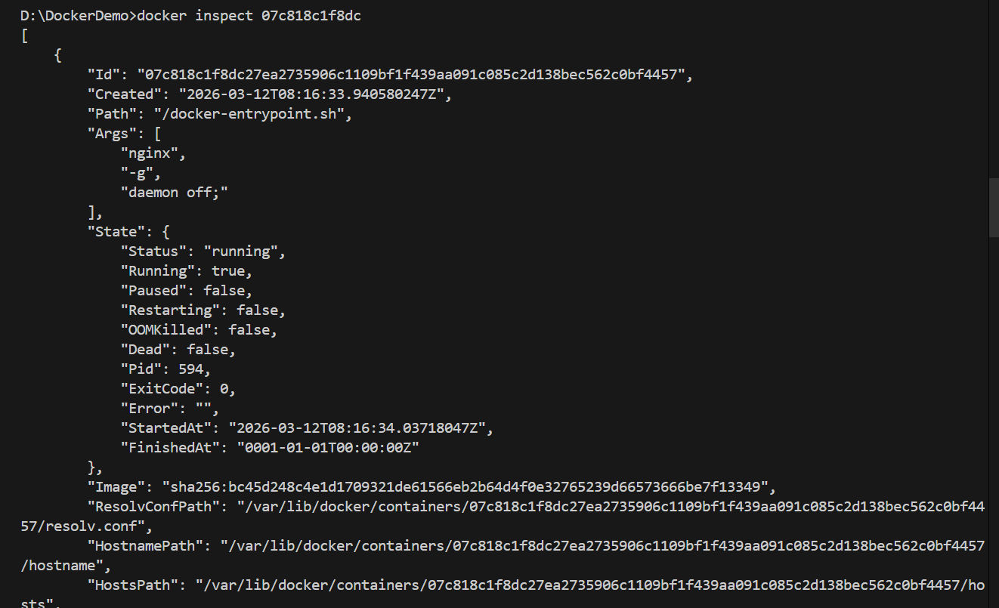 D:\DockerDemo>docker inspect 07c818c1f8dc
[
    {
        "Id": "07c818c1f8dc27ea2735906c1109bf1f439aa091c085c2d138bec562c0bf4457",
        "Created": "2026-03-12T08:16:33.940580247Z",
        "Path": "/docker-entrypoint.sh",
        "Args": [
            "nginx",
            "-g",
            "daemon off;"
        ],
        "State": {
            "Status": "running",
            "Running": true,
            "Paused": false,
            "Restarting": false,
            "OOMKilled": false,
            "Dead": false,
            "Pid": 594,
            "ExitCode": 0,
            "Error": "",
            "StartedAt": "2026-03-12T08:16:34.03718047Z",
            "FinishedAt": "0001-01-01T00:00:00Z"
        },
        "Image": "sha256:bc45d248c4e1d1709321de61566eb2b64d4f0e32765239d66573666be7f13349",
        "ResolvConfPath": "/var/lib/docker/containers/07c818c1f8dc27ea2735906c1109bf1f439aa091c085c2d138bec562c0bf44
57/resolv.conf",
        "HostnamePath": "/var/lib/docker/containers/07c818c1f8dc27ea2735906c1109bf1f439aa091c085c2d138bec562c0bf4457
/hostname",
        "HostsPath": "/var/lib/docker/containers/07c818c1f8dc27ea2735906c1109bf1f439aa091c085c2d138bec562c0bf4457/ho
sts",